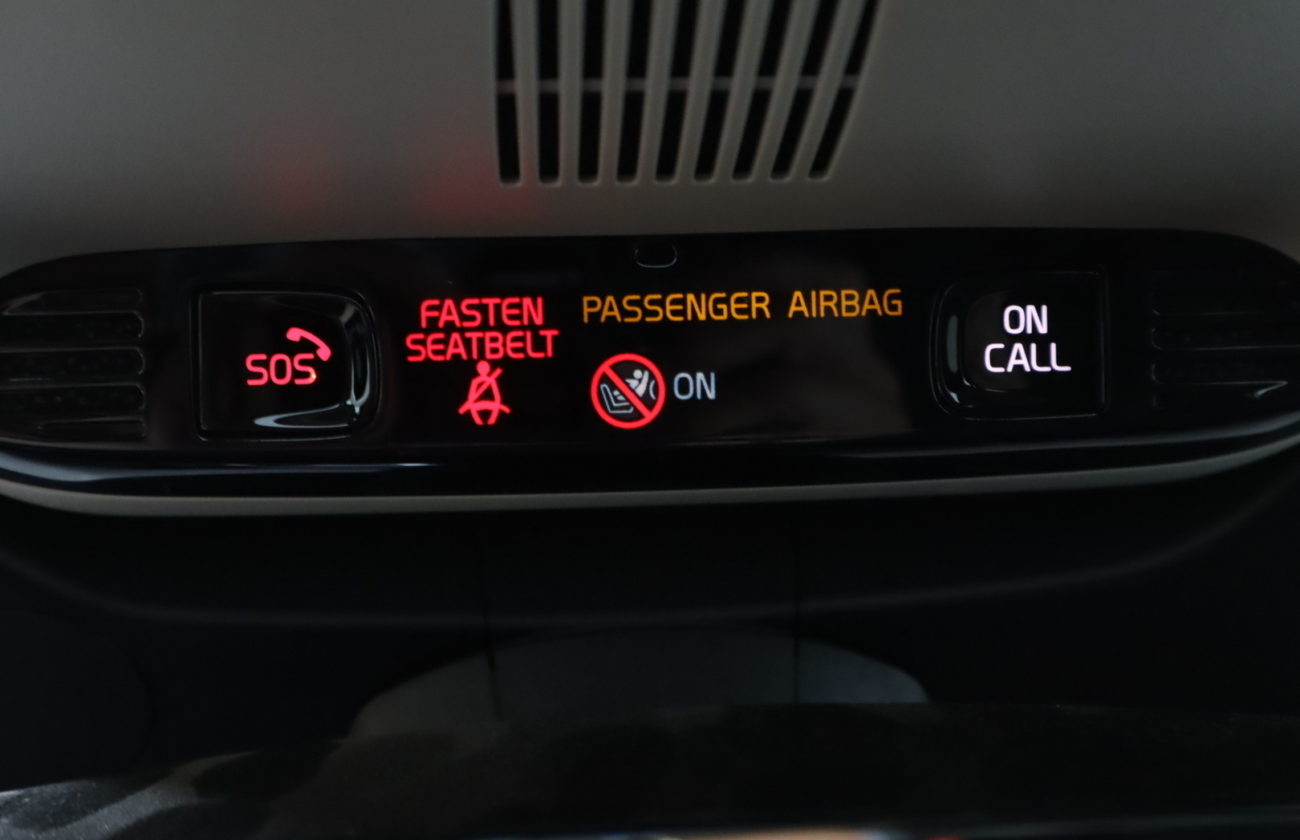 SOS
FASTEN
SEATBELT
PASSENGER AIRBAG
ON
ON
CALL